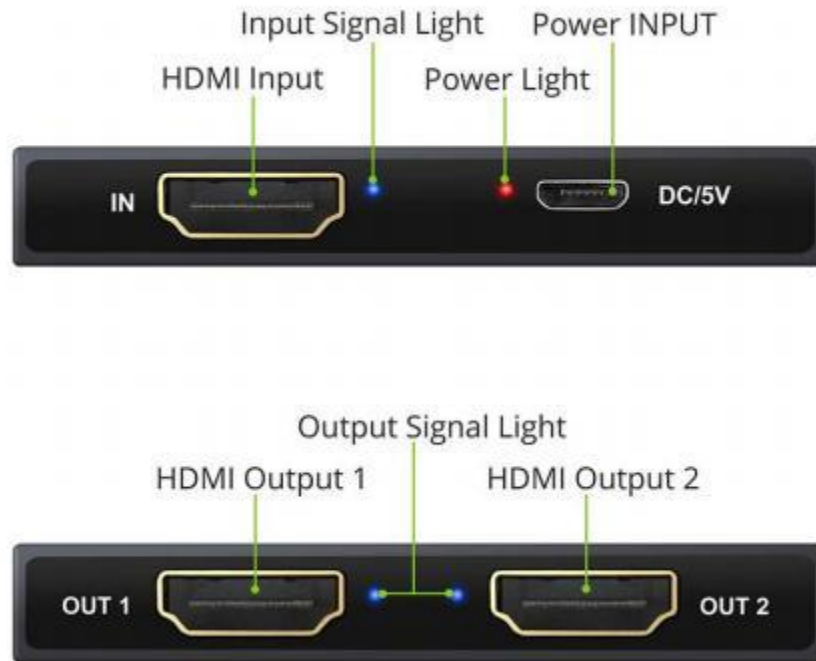 Input Signal Light
Power INPUT
HDMI Input
Power Light
IN
DC/5V
Output Signal Light
HDMI Output 1
HDMI Output 2
OUT 1
OUT 2